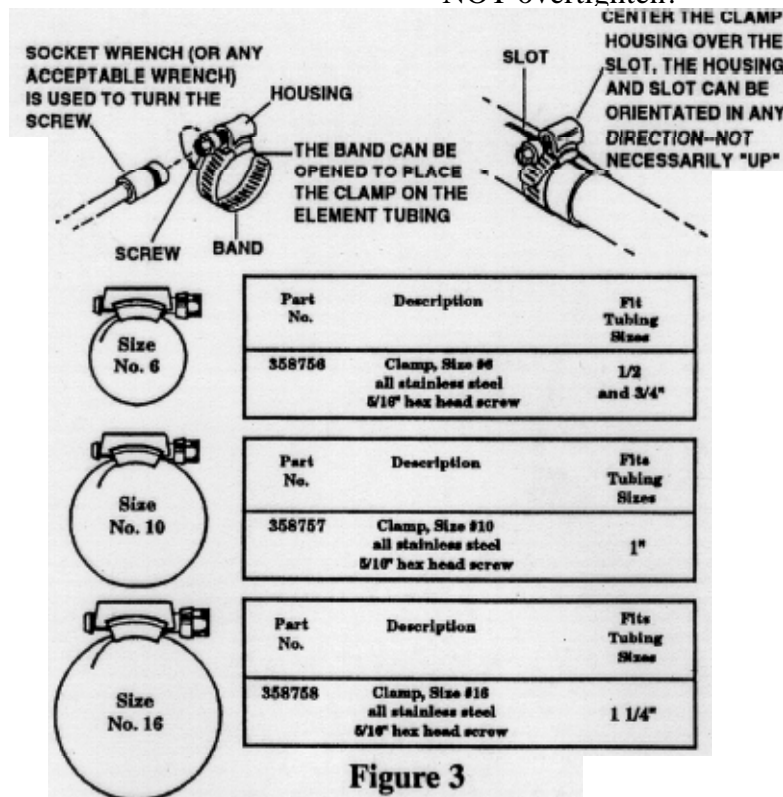 NOT overtighten!
SOCKET WRENCH (OR ANY
ACCEPTABLE WRENCH)
IS USED TO TURN THE
SCREW
HOUSING
THE BAND CAN BE
OPENED TO PLACE
THE CLAMP ON THE
ELEMENT TUBING
SCREW
BAND
SLOT
CENTER THE CLAMP
HOUSING OVER THE
SLOT, THE HOUSING
AND SLOT CAN BE
ORIENTATED IN ANY
DIRECTION--NOT
NECESSARILY "UP"
Size
No. 6
Part
No.
Description
Fit
Tubing
Sizes
358756
Clamp, Size #6
all stainless steel
5/16" hex head screw
1/2
and 3/4"
Size
No. 10
Part
No.
Description
Fits
Tubing
Sizes
358757
Clamp, Size #10
all stainless steel
5/16" hex head screw
1"
Size
No. 16
Part
No.
Description
Fits
Tubing
Sizes
358758
Clamp, Size #16
all stainless steel
5/16" hex head screw
1 1/4"
Figure 3